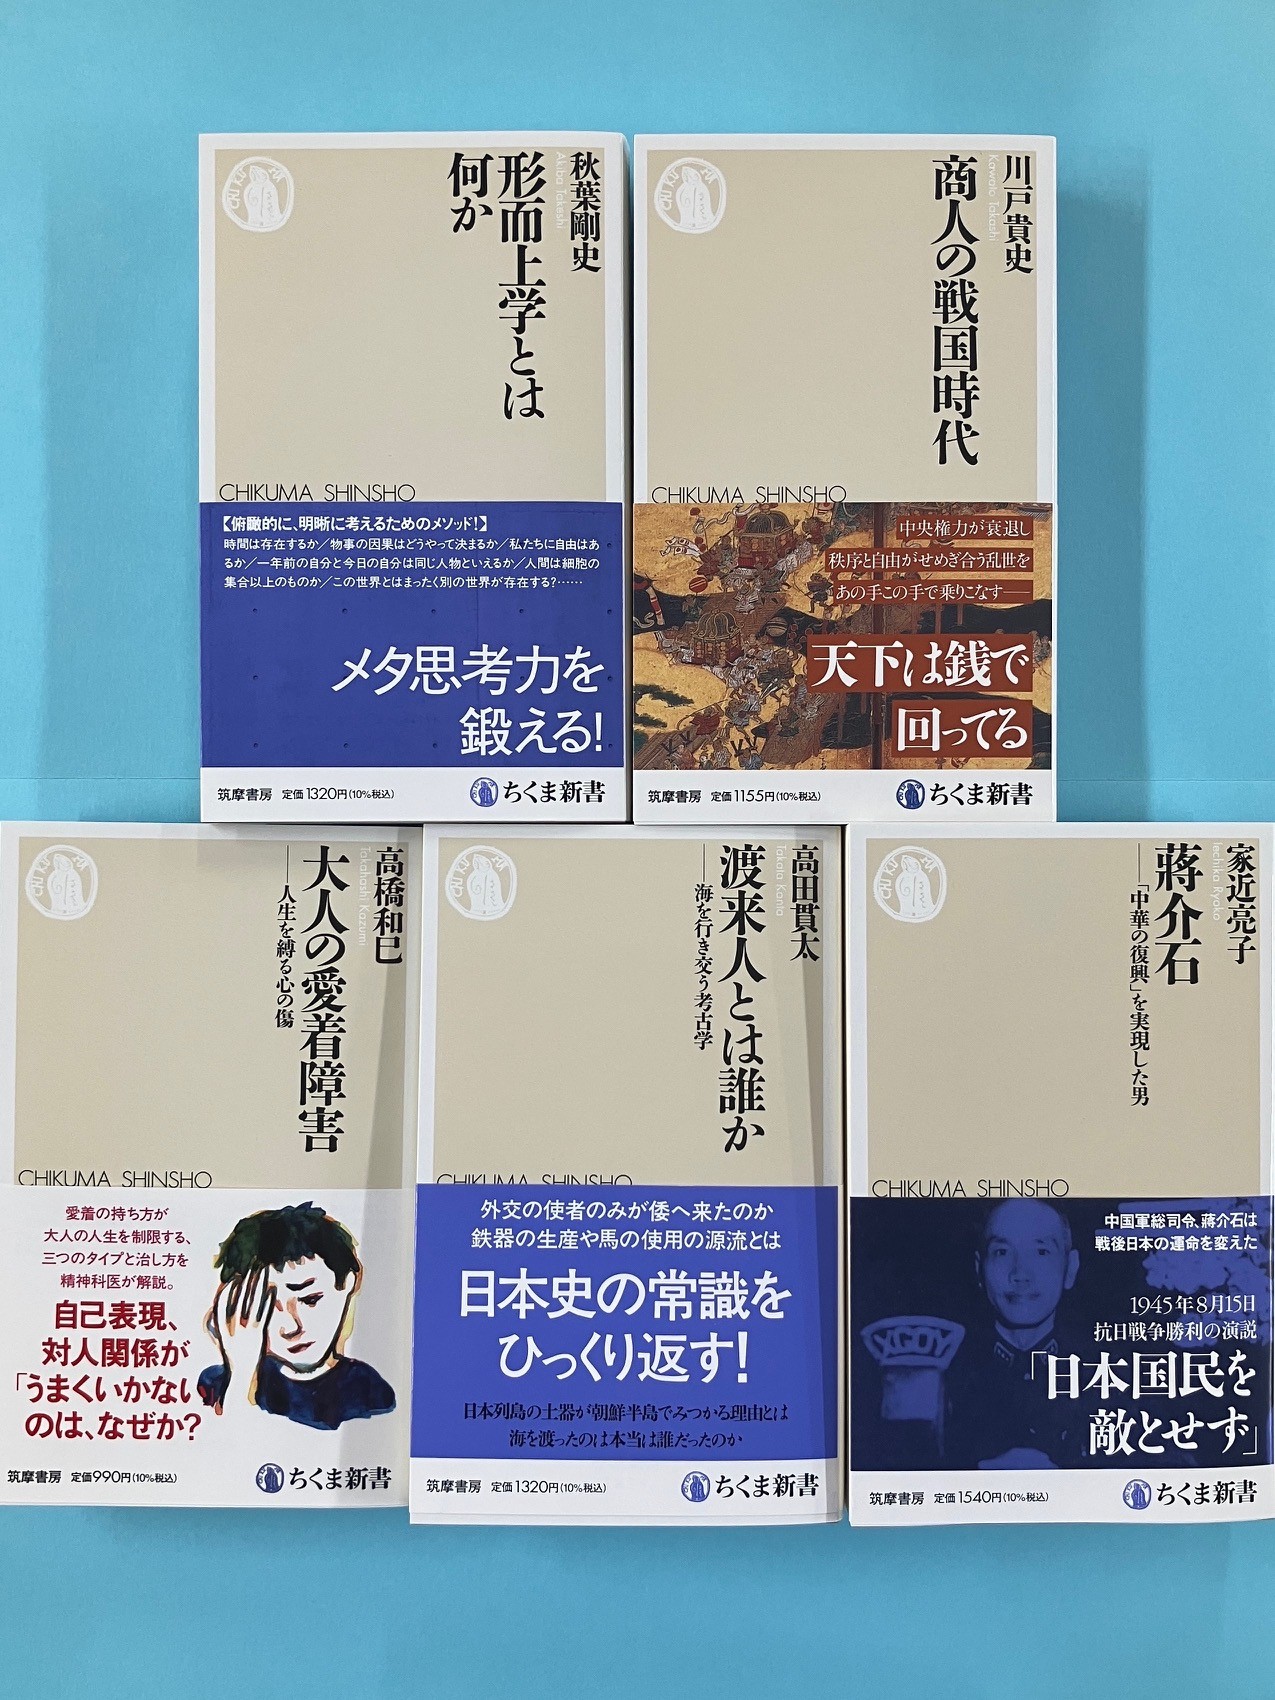 秋葉剛史
Akiba Takeshi
形而上学とは
何か
CHIKUMA SHINSHO
【俯瞰的に、明晰に考えるためのメソッド！】
時間は存在するか／物事の因果はどうやって決まるか／私たちに自由はあ
るか／一年前の自分と今日の自分は同じ人物といえるか／人間は細胞の
集合以上のものか／この世界とはまったく別の世界が存在する？……
メタ思考力を
鍛える！
筑摩書房 定価1320円(10%税込)
ちくま新書
川戸貴史
Kawato Takashi
商人の戦国時代
CHIKUMA SHINSHO
中央権力が衰退し
秩序と自由がせめぎ合う乱世を
あの手この手で乗りこなす──
天下は銭で
回ってる
筑摩書房 定価1155円(10%税込)
ちくま新書
高橋和巳
Takahashi Kazumi
大人の愛着障害
──人生を縛る心の傷
CHIKUMA SHINSHO
愛着の持ち方が
大人の人生を制限する、
三つのタイプと治し方を
精神科医が解説。
自己表現、
対人関係が
「うまくいかない」
のは、なぜか？
筑摩書房 定価990円(10%税込)
ちくま新書
高田貫太
Takata Kanta
渡来人とは誰か
──海を行き交う考古学
CHIKUMA SHINSHO
外交の使者のみが倭へ来たのか
鉄器の生産や馬の使用の源流とは
日本史の常識を
ひっくり返す！
日本列島の土器が朝鮮半島でみつかる理由とは
海を渡ったのは本当は誰だったのか
筑摩書房 定価1320円(10%税込)
ちくま新書
家近亮子
Iechika Ryoko
蔣介石
──「中華の復興」を実現した男
CHIKUMA SHINSHO
中国軍総司令、蔣介石は
戦後日本の運命を変えた
1945年8月15日
抗日戦争勝利の演説
「日本国民を
敵とせず」
XGOY
筑摩書房 定価1540円(10%税込)
ちくま新書